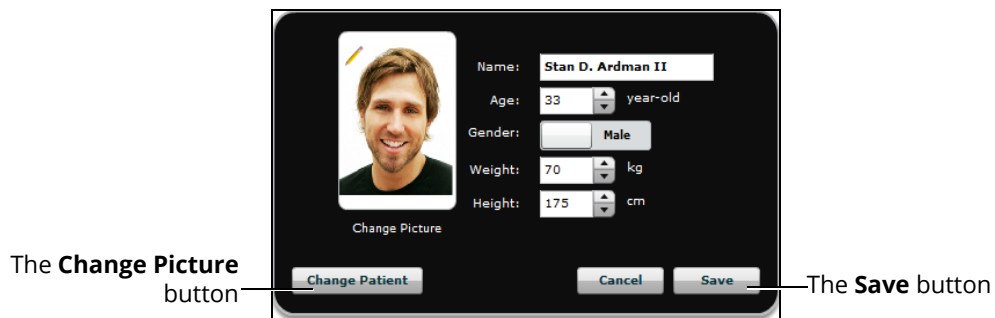 Name: Stan D. Ardman II
Age: 33 year-old
Gender: Male
Weight: 70 kg
Height: 175 cm
Change Picture
The Change Picture
button
Change Patient Cancel Save
The Save button